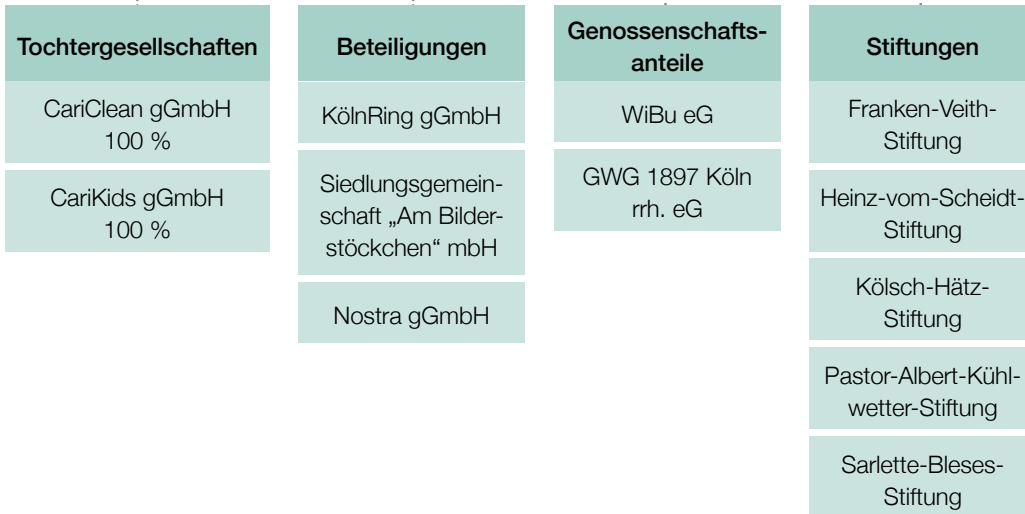 Tochtergesellschaften
CariClean gGmbH
100 %
CariKids gGmbH
100 %
Beteiligungen
KölnRing gGmbH
Siedlungsgemein-
schaft „Am Bilder-
stöckchen“ mbH
Nostra gGmbH
Genossenschafts-
anteile
WiBu eG
GWG 1897 Köln
rrh. eG
Stiftungen
Franken-Veith-
Stiftung
Heinz-vom-Scheidt-
Stiftung
Kölsch-Hätz-
Stiftung
Pastor-Albert-Kühl-
wetter-Stiftung
Sarlette-Bleses-
Stiftung